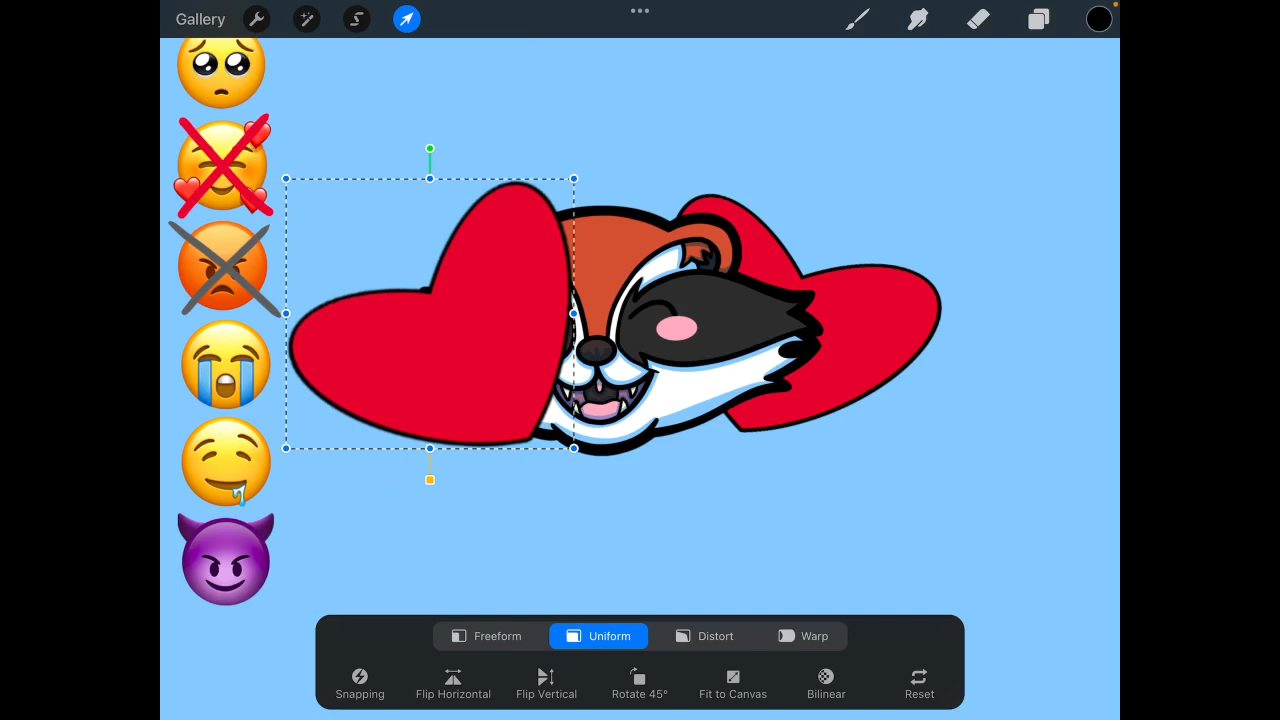 Gallery
Freeform Uniform Distort Warp
Snapping Flip Horizontal Flip Vertical Rotate 45° Fit to Canvas Bilinear Reset